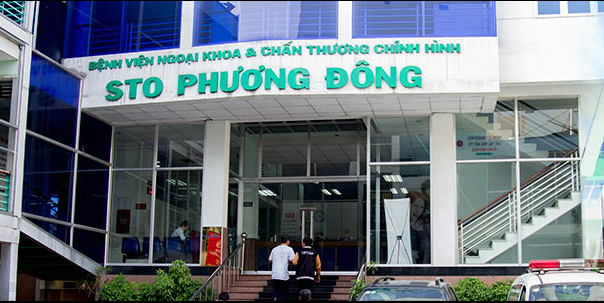 BỆNH VIỆN NGOẠI KHOA & CHẤN THƯƠNG CHỈNH HÌNH
STO PHƯƠNG ĐÔNG